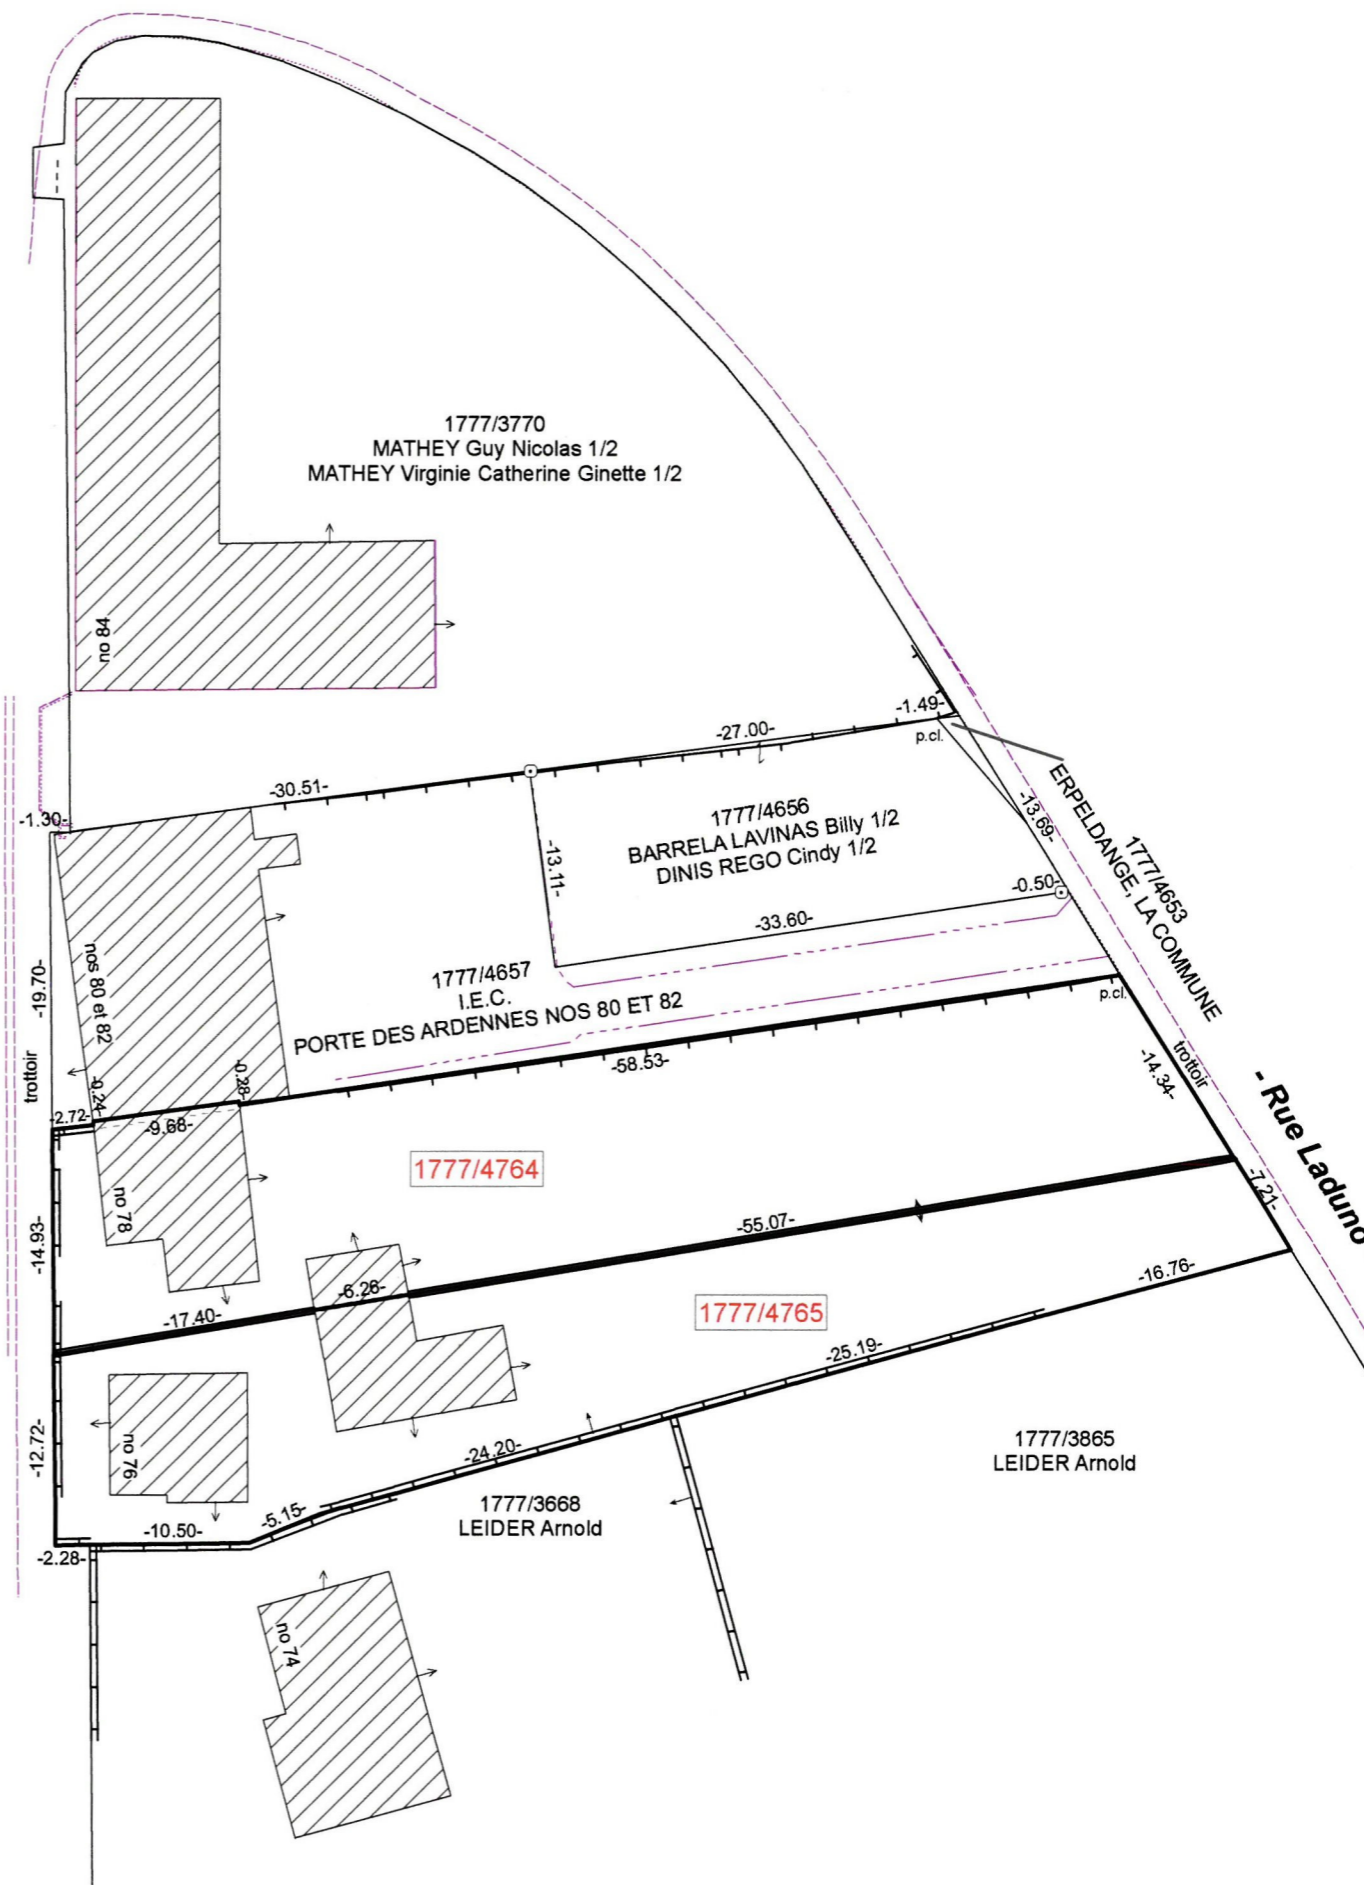 1777/3770
MATHEY Guy Nicolas 1/2
MATHEY Virginie Catherine Ginette 1/2
no 84
-1.49-
-27.00-
p.cl.
-30.51-
-1.30-
ERPELDANGE, LA COMMUNE
1777/4653
-13.69-
1777/4656
BARRELA LAVINAS Billy 1/2
DINIS REGO Cindy 1/2
-13.11-
-0.50-
-33.60-
nos 80 et 82
-19.70-
trottoir
1777/4657
I.E.C.
PORTE DES ARDENNES NOS 80 ET 82
p.cl.
-58.53-
trottoir
-14.34-
- Rue Laduno
-0.24-
-0.28-
-2.72-
-9.68-
1777/4764
no 78
-14.93-
-7.21-
-55.07-
-6.26-
-17.40-
-16.76-
1777/4765
-25.19-
-12.72-
no 76
-24.20-
1777/3865
LEIDER Arnold
1777/3668
LEIDER Arnold
-5.15-
-10.50-
-2.28-
no 74